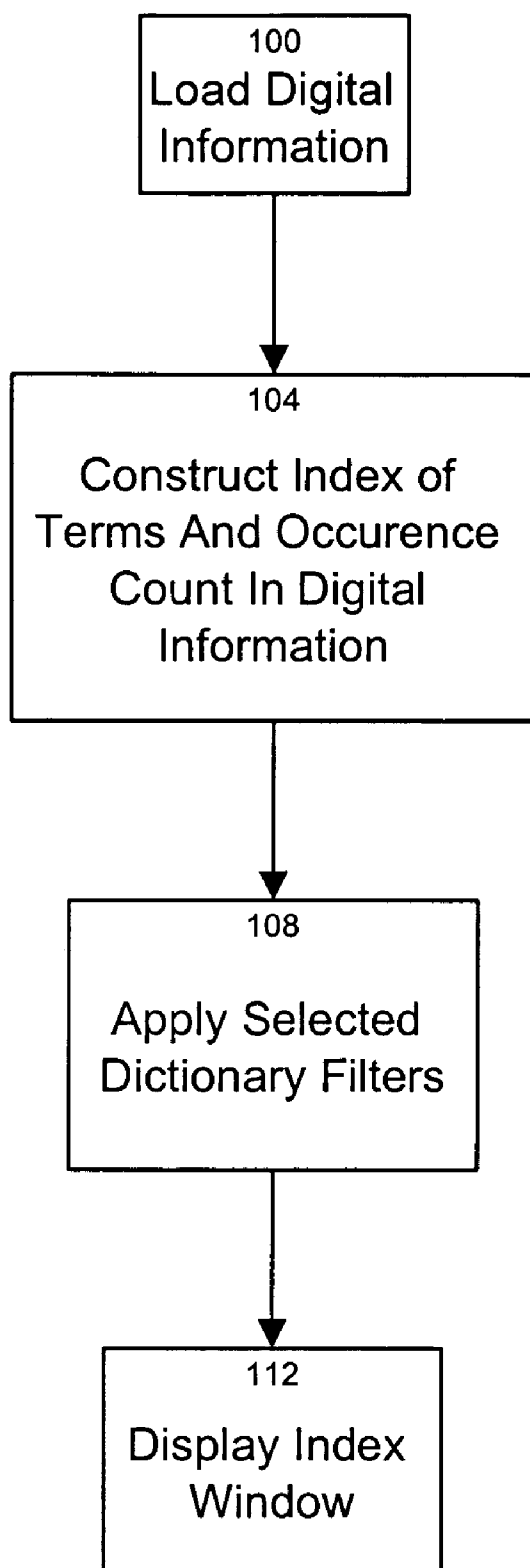 100
Load Digital
Information
104
Construct Index of
Terms And Occurence
Count In Digital
Information
108
Apply Selected
Dictionary Filters
112
Display Index
Window